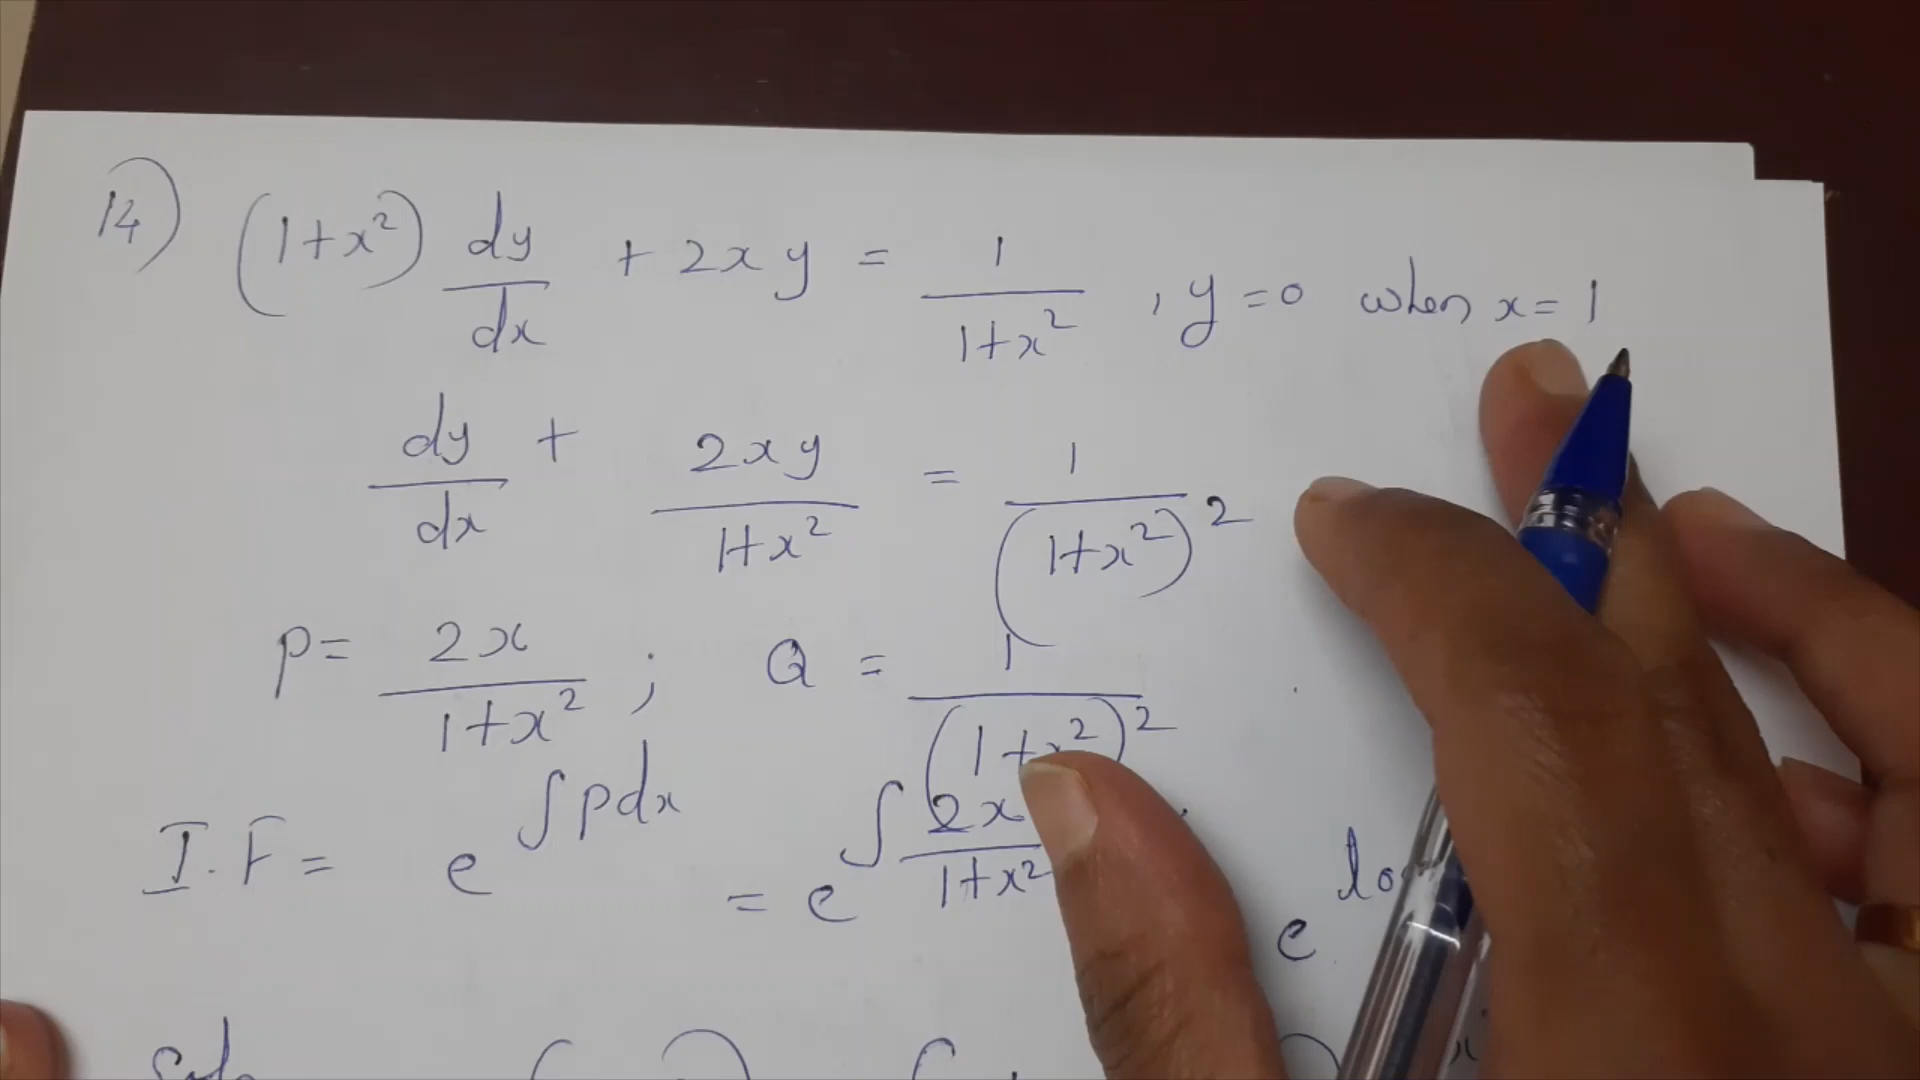 14) (1+x²) dy/dx + 2xy = 1/(1+x²) , y=0 when x=1
dy/dx + 2xy/(1+x²) = 1/(1+x²)²
P= 2x/(1+x²) ; Q = 1/(1+x²)²
I.F = e^∫pdx = e^∫2x/(1+x²) e